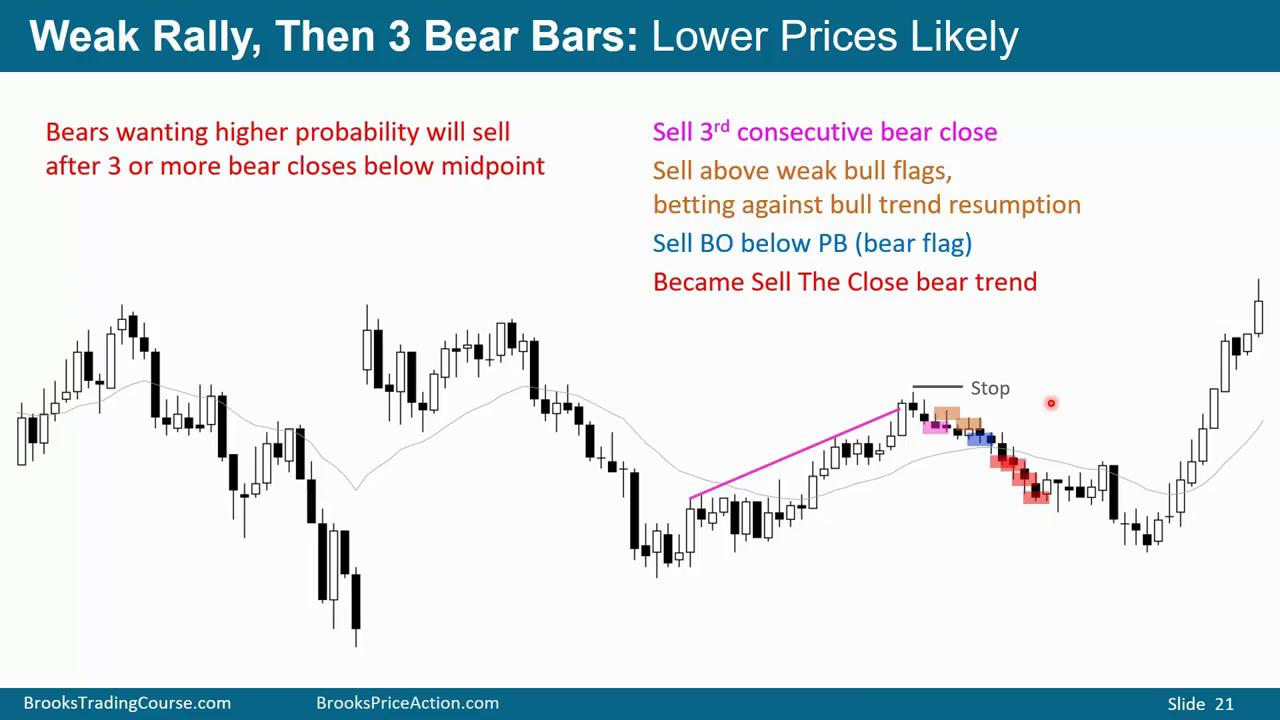 Weak Rally, Then 3 Bear Bars: Lower Prices Likely
Bears wanting higher probability will sell
after 3 or more bear closes below midpoint
Sell 3rd consecutive bear close
Sell above weak bull flags,
betting against bull trend resumption
Sell BO below PB (bear flag)
Became Sell The Close bear trend
Stop
BrooksTradingCourse.com
BrooksPriceAction.com
Slide 21